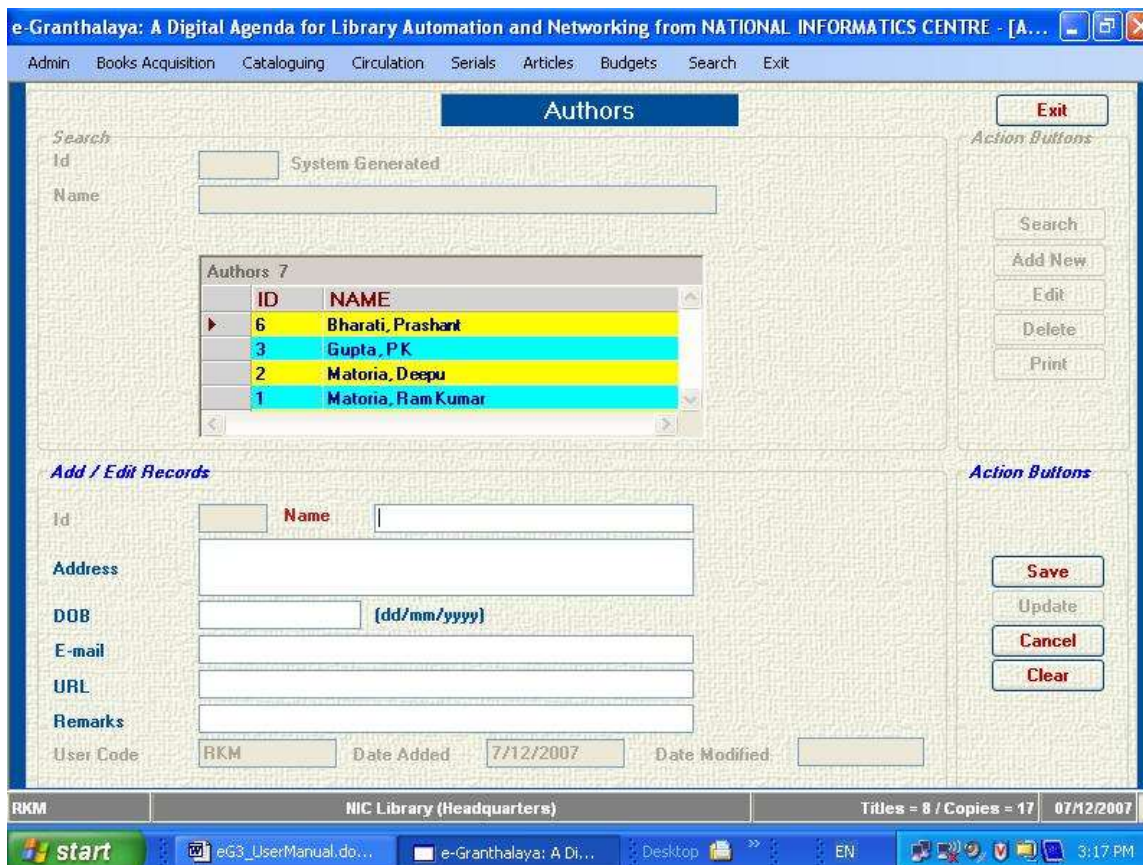 e-Granthalaya: A Digital Agenda for Library Automation and Networking from NATIONAL INFORMATICS CENTRE - [A...
Admin Books Acquisition Cataloguing Circulation Serials Articles Budgets Search Exit
Authors
Exit
Search
Action Buttons
Id System Generated
Name
Search
Add New
Edit
Delete
Print
Authors 7
ID NAME
6 Bharati, Prashant
3 Gupta, P K
2 Matoria, Deepu
1 Matoria, Ram Kumar
Add / Edit Records
Action Buttons
Id Name
Address
DOB (dd/mm/yyyy)
E-mail
URL
Remarks
Save
Update
Cancel
Clear
User Code RKM Date Added 7/12/2007 Date Modified
RKM NIC Library (Headquarters) Titles = 8 / Copies = 17 07/12/2007
start eG3_UserManual.do... e-Granthalaya: A Di... Desktop » EN 3:17 PM